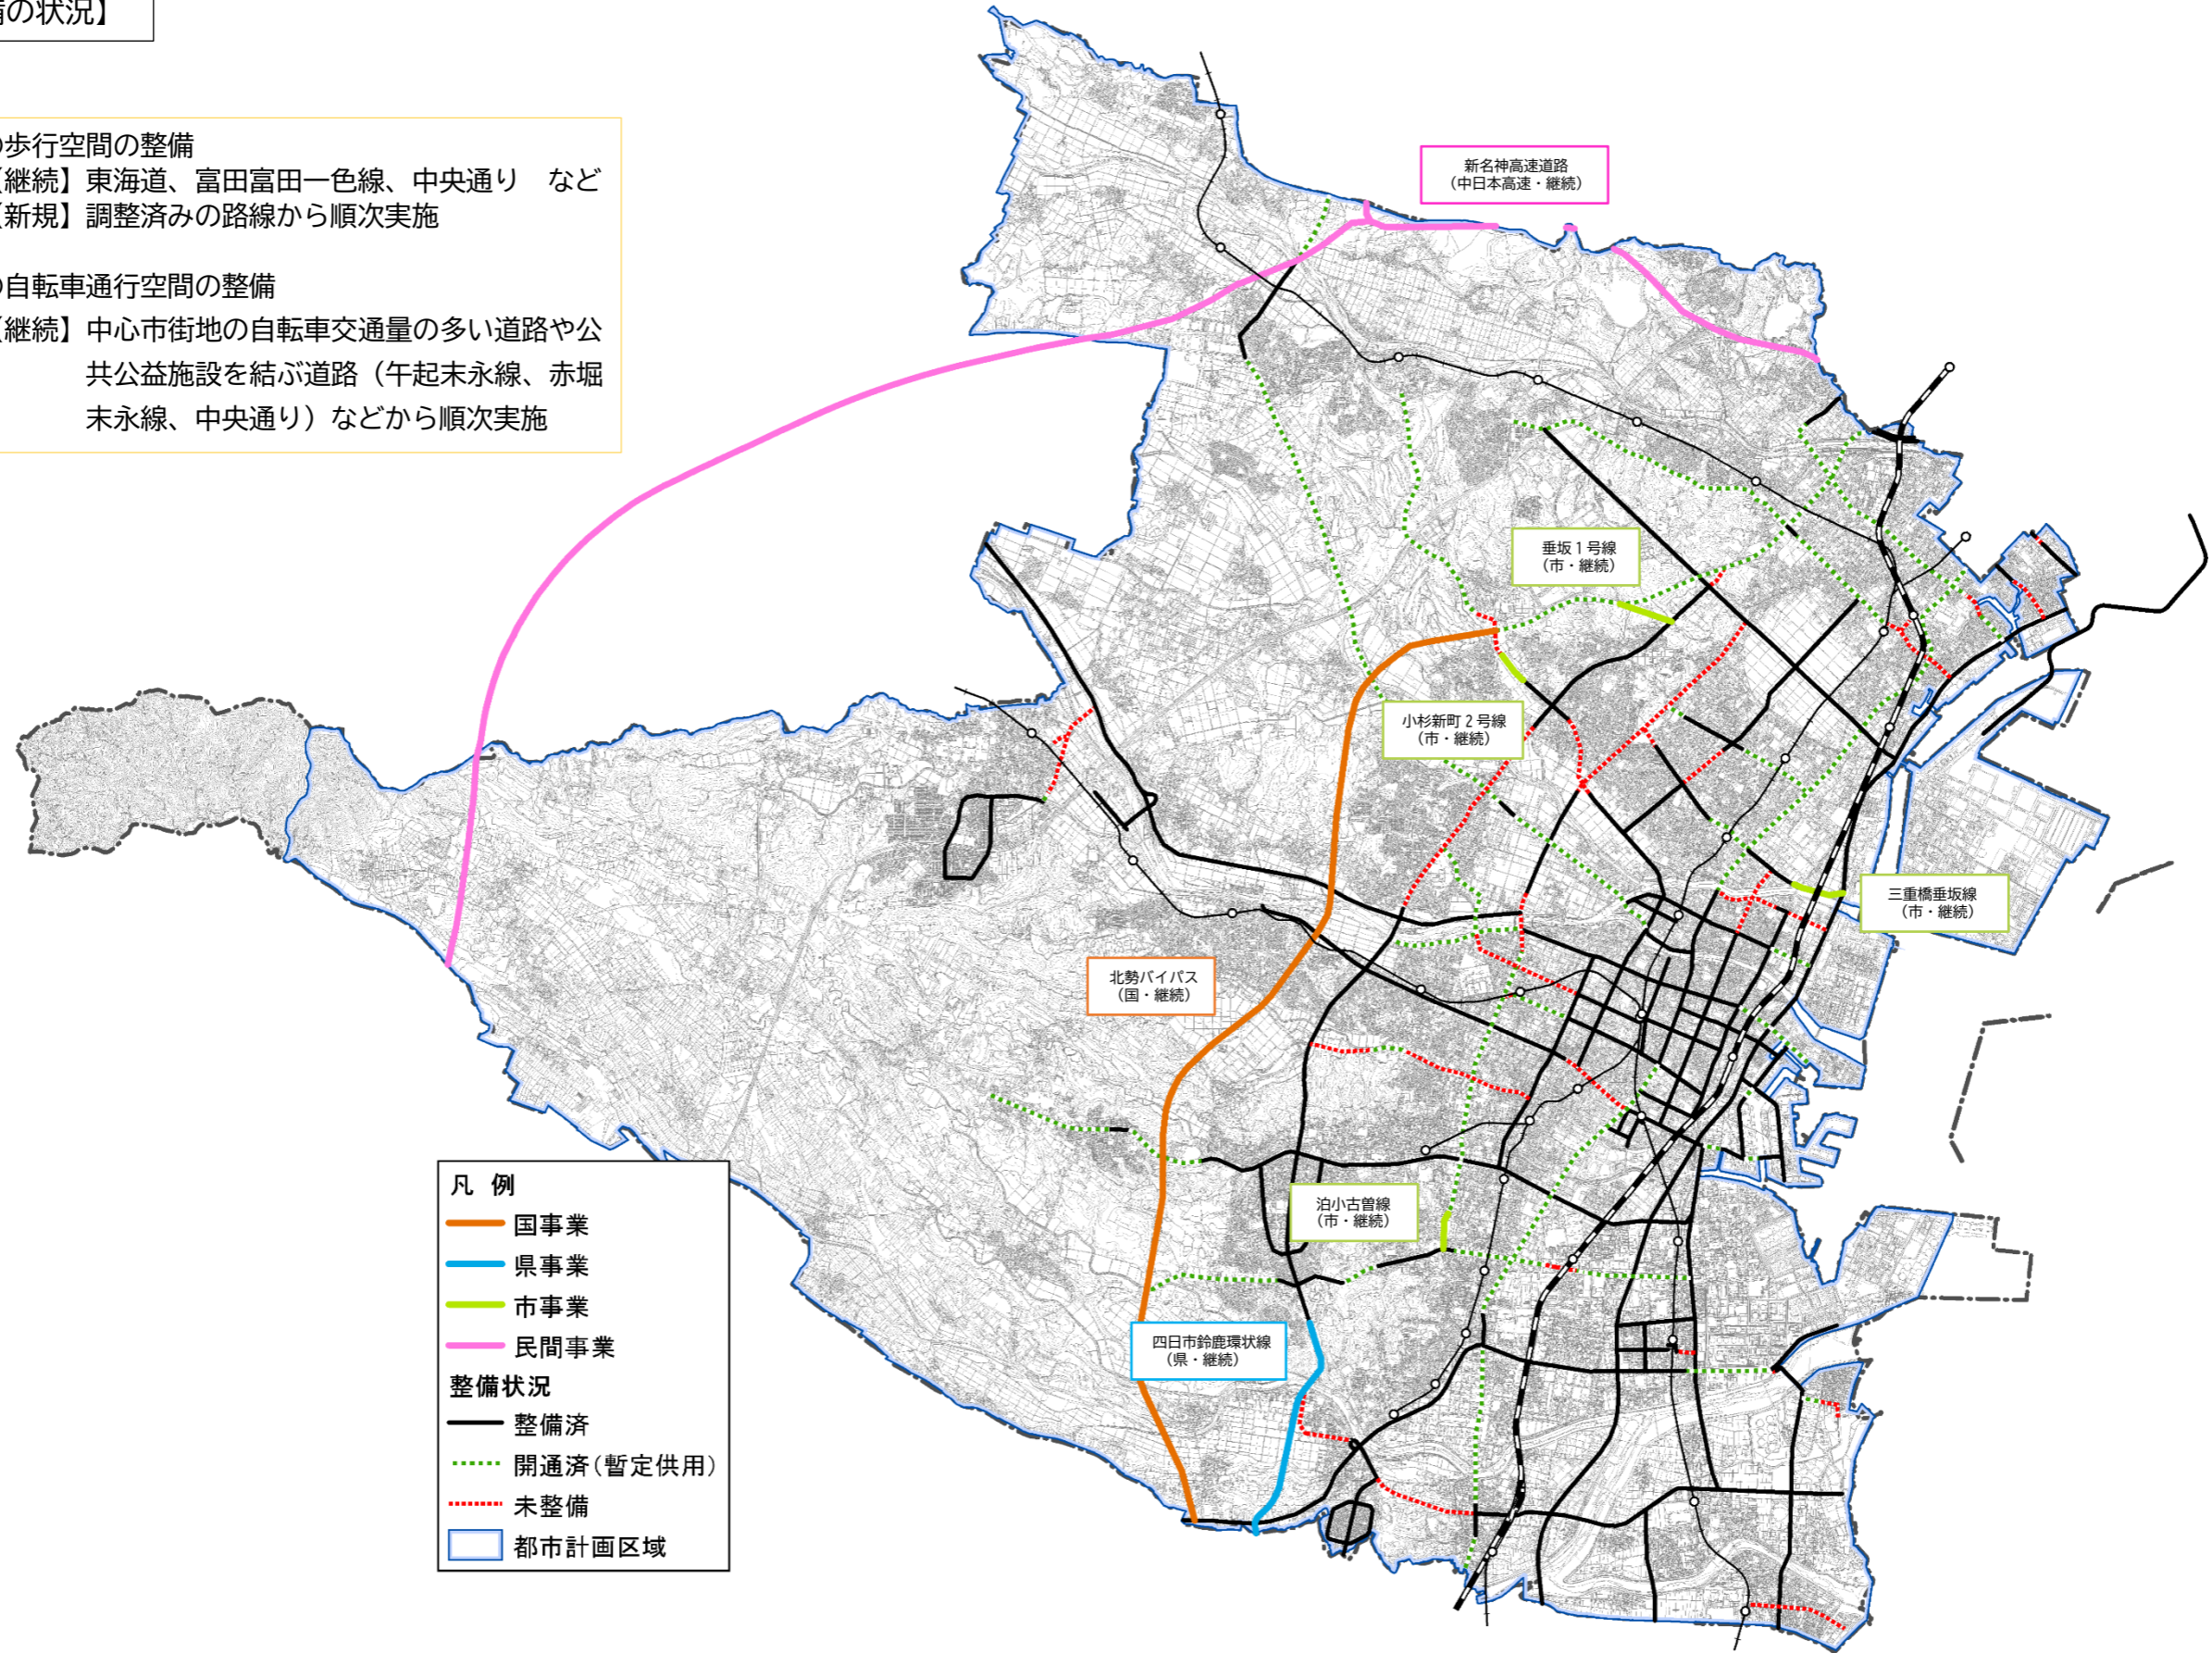 備の状況】
の歩行空間の整備
【継続】東海道、富田富田一色線、中央通り　など
【新規】調整済みの路線から順次実施
の自転車通行空間の整備
【継続】中心市街地の自転車交通量の多い道路や公
共公益施設を結ぶ道路（午起末永線、赤堀
末永線、中央通り）などから順次実施
新名神高速道路
（中日本高速・継続）
垂坂１号線
（市・継続）
小杉新町２号線
（市・継続）
三重橋垂坂線
（市・継続）
北勢バイパス
（国・継続）
泊小古曽線
（市・継続）
四日市鈴鹿環状線
（県・継続）
凡 例
国事業
県事業
市事業
民間事業
整備状況
整備済
開通済(暫定供用)
未整備
都市計画区域